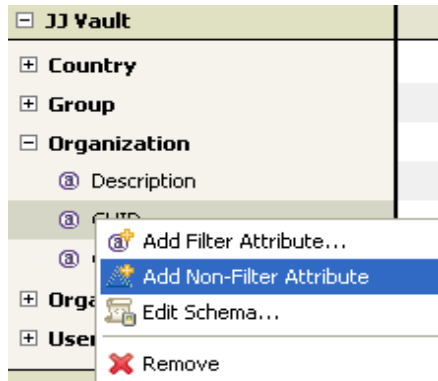 JJ Vault
Country
Group
Organization
Description
Add Filter Attribute...
Add Non-Filter Attribute
Edit Schema...
Remove